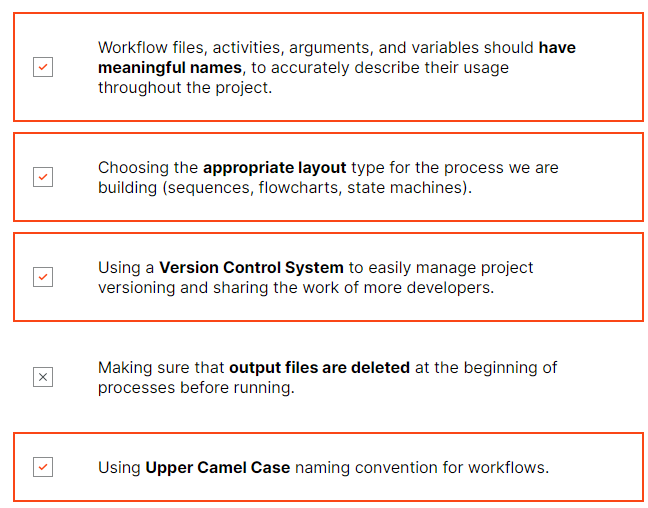 Workflow files, activities, arguments, and variables should have
meaningful names, to accurately describe their usage
throughout the project.
Choosing the appropriate layout type for the process we are
building (sequences, flowcharts, state machines).
Using a Version Control System to easily manage project
versioning and sharing the work of more developers.
Making sure that output files are deleted at the beginning of
processes before running.
Using Upper Camel Case naming convention for workflows.